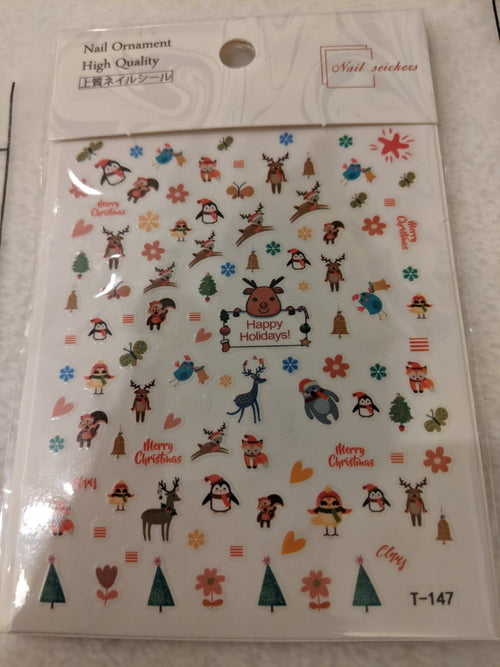 Nail Ornament
High Quality
上質ネイルシール
Nail seickers
Merry
Christmas
Merry
Christmas
Happy
Holidays!
Merry
Christmas
Merry
Christmas
T-147